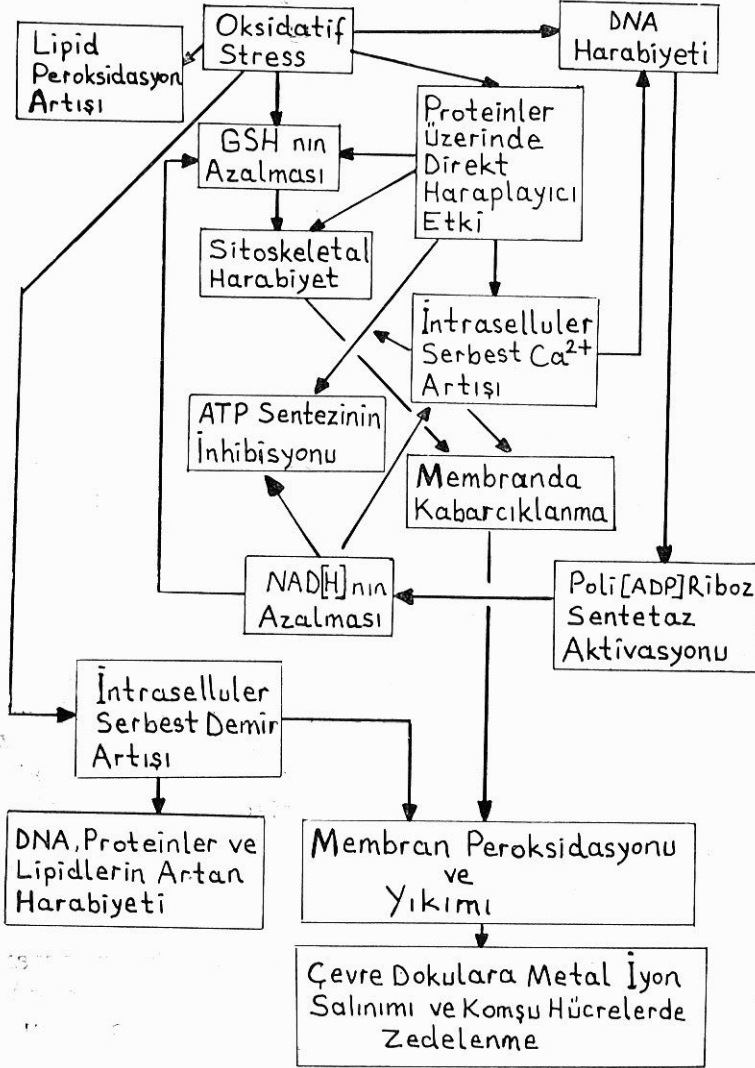 Oksidatif
Stress
DNA
Harabiyeti
Lipid
Peroksidasyon
Artışı
GSH nın
Azalması
Proteinler
Üzerinde
Direkt
Haraplayıcı
Etki
Sitoskeletal
Harabiyet
İntraselluler
Serbest Ca²⁺
Artışı
ATP Sentezinin
İnhibisyonu
Membranda
Kabarcıklanma
NAD[H] nın
Azalması
Poli[ADP]Riboz
Sentetaz
Aktivasyonu
İntraselluler
Serbest Demir
Artışı
DNA, Proteinler ve
Lipidlerin Artan
Harabiyeti
Membran Peroksidasyonu
ve
Yıkımı
Çevre Dokulara Metal İyon
Salınımı ve Komşu Hücrelerde
Zedelenme